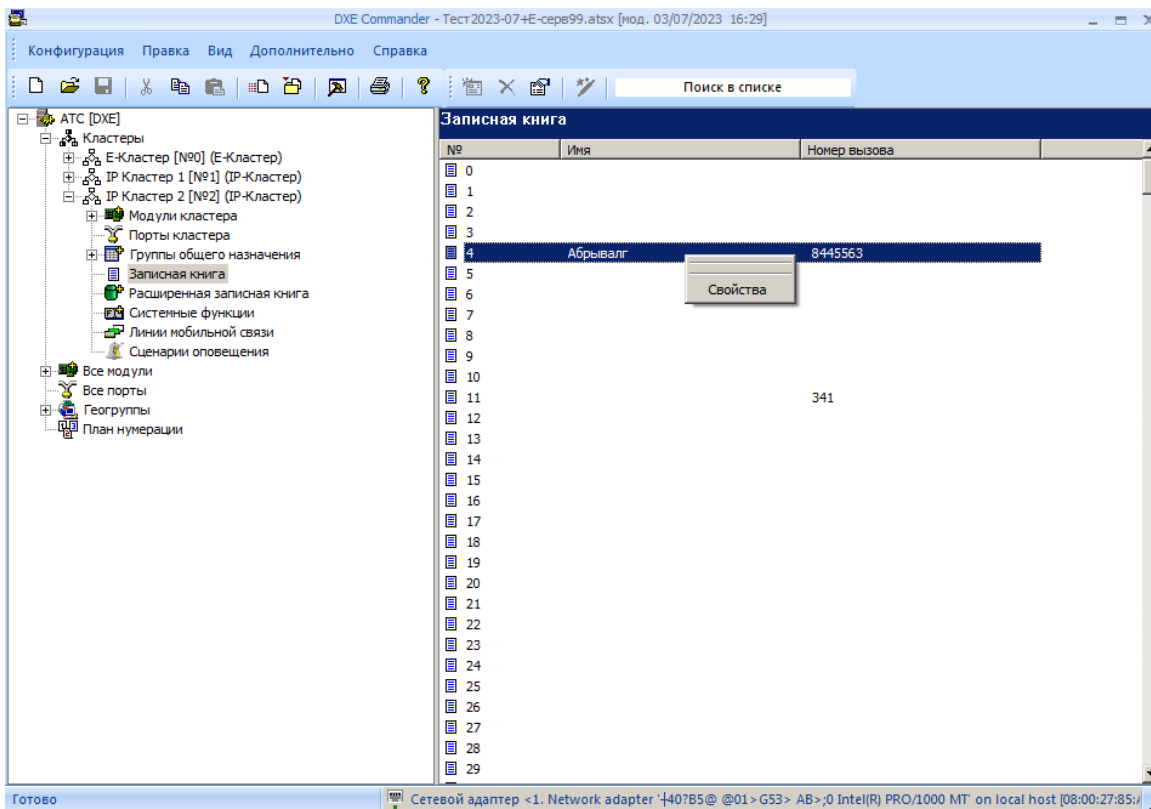 DXE Commander - Тест2023-07+E-серв99.atsx [мод. 03/07/2023 16:29]
Конфигурация Правка Вид Дополнительно Справка
Поиск в списке
АТС [DXE]
Кластеры
Е-Кластер [№0] (Е-Кластер)
IP Кластер 1 [№1] (IP-Кластер)
IP Кластер 2 [№2] (IP-Кластер)
Модули кластера
Порты кластера
Группы общего назначения
Записная книга
Расширенная записная книга
Системные функции
Линии мобильной связи
Сценарии оповещения
Все модули
Все порты
Геогруппы
План нумерации
Записная книга
№ Имя Номер вызова
0
1
2
3
4 Абрывалг 8445563
5
6
7
8
9
10
11 341
12
13
14
15
16
17
18
19
20
21
22
23
24
25
26
27
28
29
Свойства
Готово
Сетевой адаптер <1. Network adapter '┼40?B5@ @01>G53> AB>;0 Intel(R) PRO/1000 MT' on local host [08:00:27:85: